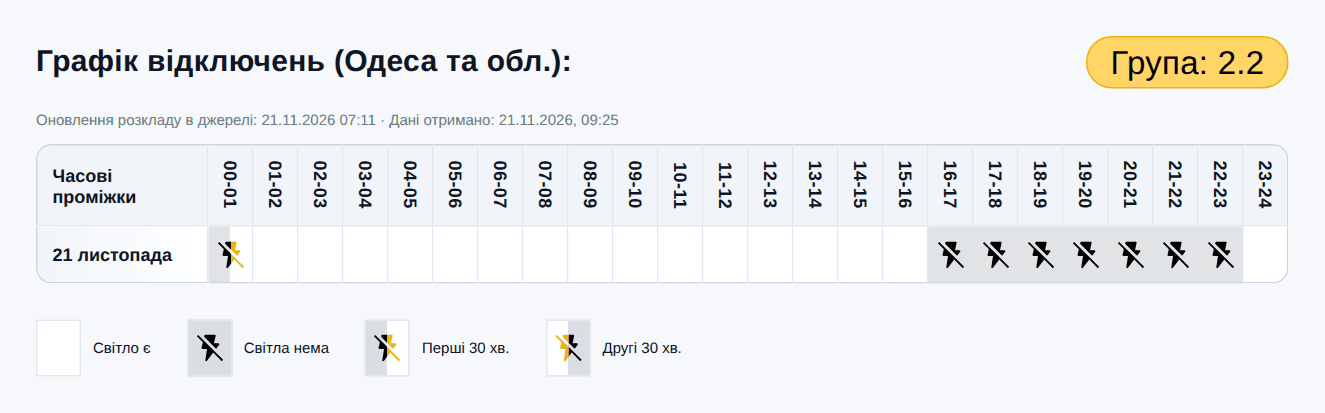 Графік відключень (Одеса та обл.):
Група: 2.2
Оновлення розкладу в джерелі: 21.11.2026 07:11 · Дані отримано: 21.11.2026, 09:25
Часові
проміжки
00-01
01-02
02-03
03-04
04-05
05-06
06-07
07-08
08-09
09-10
10-11
11-12
12-13
13-14
14-15
15-16
16-17
17-18
18-19
19-20
20-21
21-22
22-23
23-24
21 листопада
Світло є
Світла нема
Перші 30 хв.
Другі 30 хв.